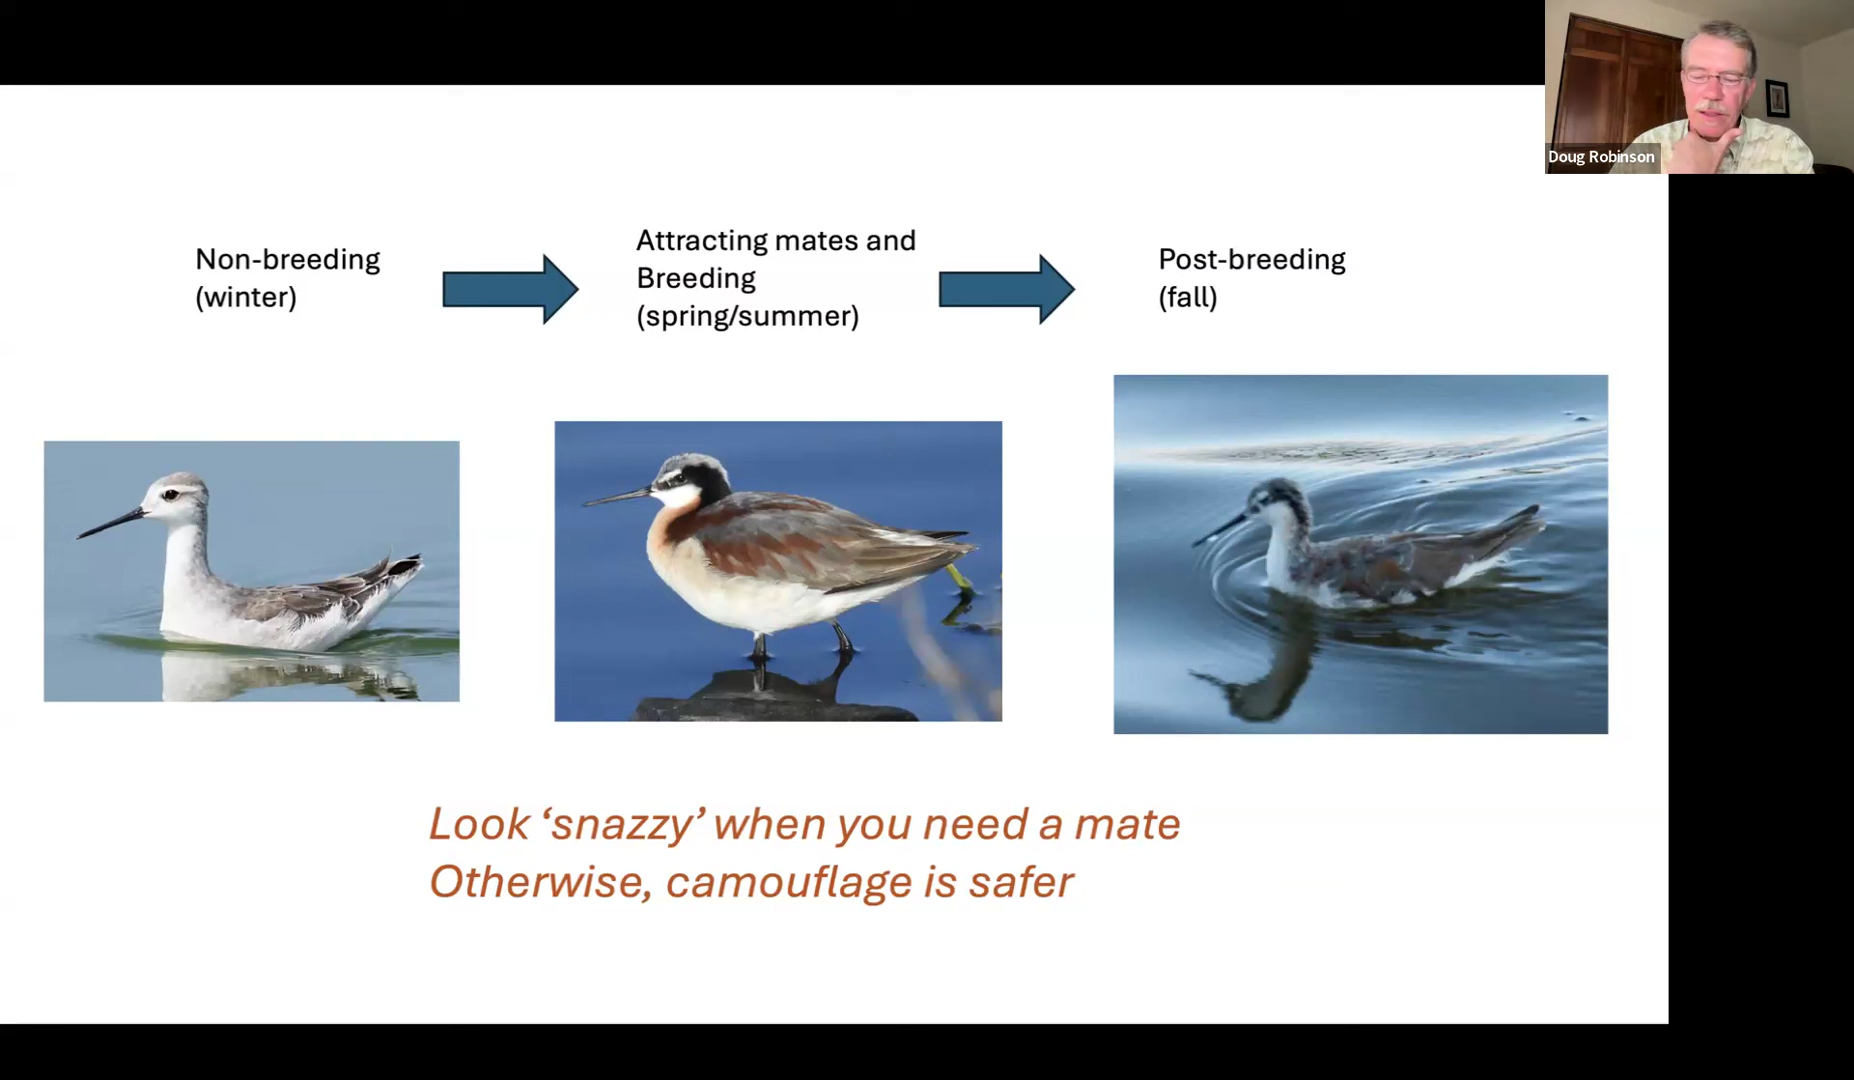 Doug Robinson
Non-breeding
(winter)
Attracting mates and
Breeding
(spring/summer)
Post-breeding
(fall)
Look ‘snazzy’ when you need a mate
Otherwise, camouflage is safer